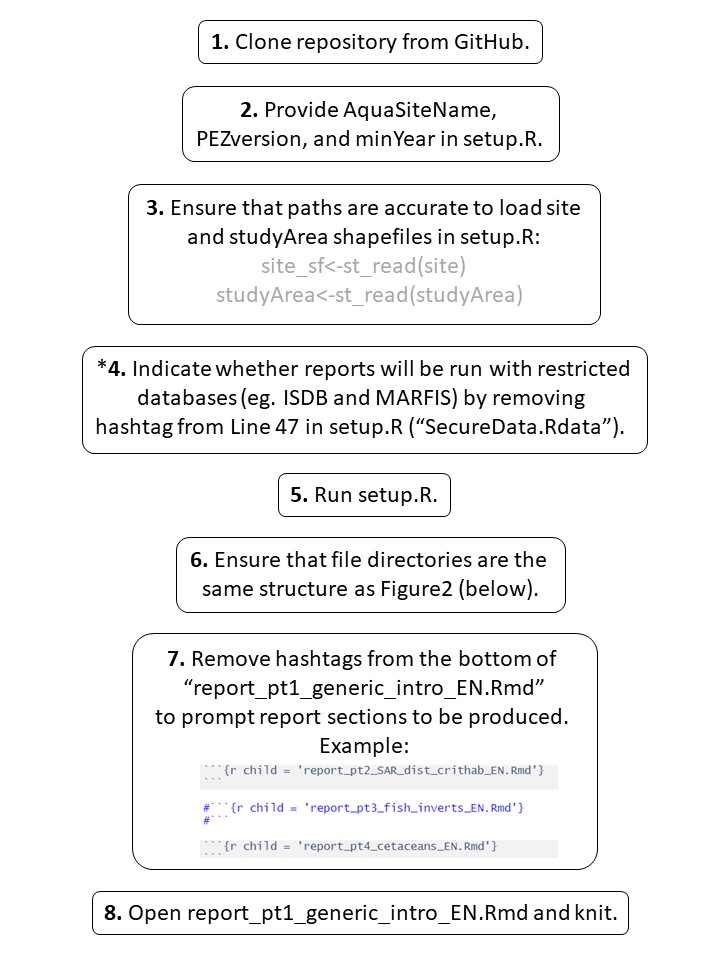 1. Clone repository from GitHub.
2. Provide AquaSiteName,
PEZversion, and minYear in setup.R.
3. Ensure that paths are accurate to load site
and studyArea shapefiles in setup.R:
site_sf<-st_read(site)
studyArea<-st_read(studyArea)
*4. Indicate whether reports will be run with restricted
databases (eg. ISDB and MARFIS) by removing
hashtag from Line 47 in setup.R (“SecureData.Rdata”).
5. Run setup.R.
6. Ensure that file directories are the
same structure as Figure2 (below).
7. Remove hashtags from the bottom of
“report_pt1_generic_intro_EN.Rmd”
to prompt report sections to be produced.
Example:
```{r child = 'report_pt2_SAR_dist_crithab_EN.Rmd'}
```
#```{r child = 'report_pt3_fish_inverts_EN.Rmd'}
#```
```{r child = 'report_pt4_cetaceans_EN.Rmd'}
```
8. Open report_pt1_generic_intro_EN.Rmd and knit.